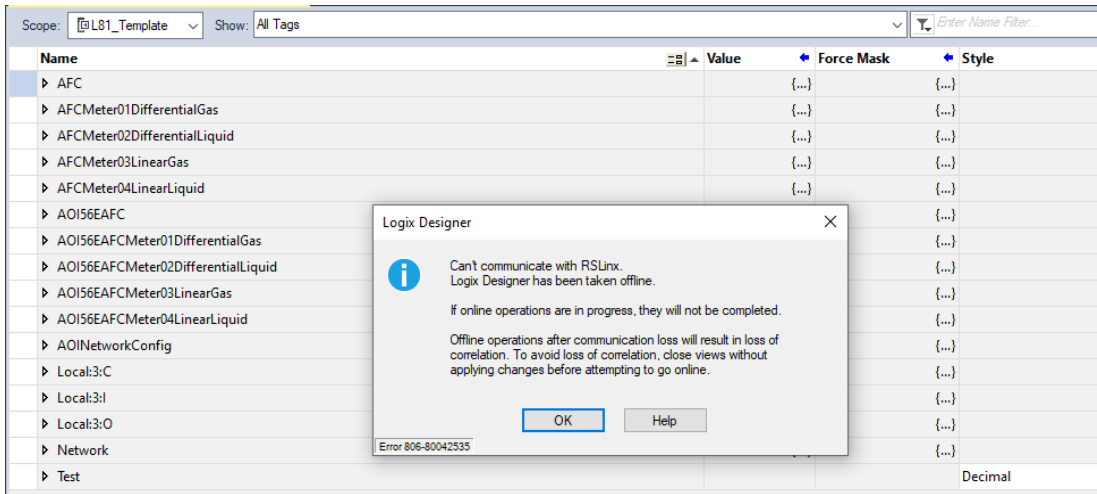 Scope: L81_Template Show: All Tags Enter Name Filter...
Name Value Force Mask Style
AFC {...} {...}
AFCMeter01DifferentialGas {...} {...}
AFCMeter02DifferentialLiquid {...} {...}
AFCMeter03LinearGas {...} {...}
AFCMeter04LinearLiquid {...} {...}
AOI56EAFC {...}
AOI56EAFCMeter01DifferentialGas {...}
AOI56EAFCMeter02DifferentialLiquid {...}
AOI56EAFCMeter03LinearGas {...}
AOI56EAFCMeter04LinearLiquid {...}
AOINetworkConfig {...}
Local:3:C {...}
Local:3:I {...}
Local:3:O {...}
Network {...}
Test {...} Decimal
Logix Designer
Can't communicate with RSLinx.
Logix Designer has been taken offline.
If online operations are in progress, they will not be completed.
Offline operations after communication loss will result in loss of
correlation. To avoid loss of correlation, close views without
applying changes before attempting to go online.
OK Help
Error 806-80042535